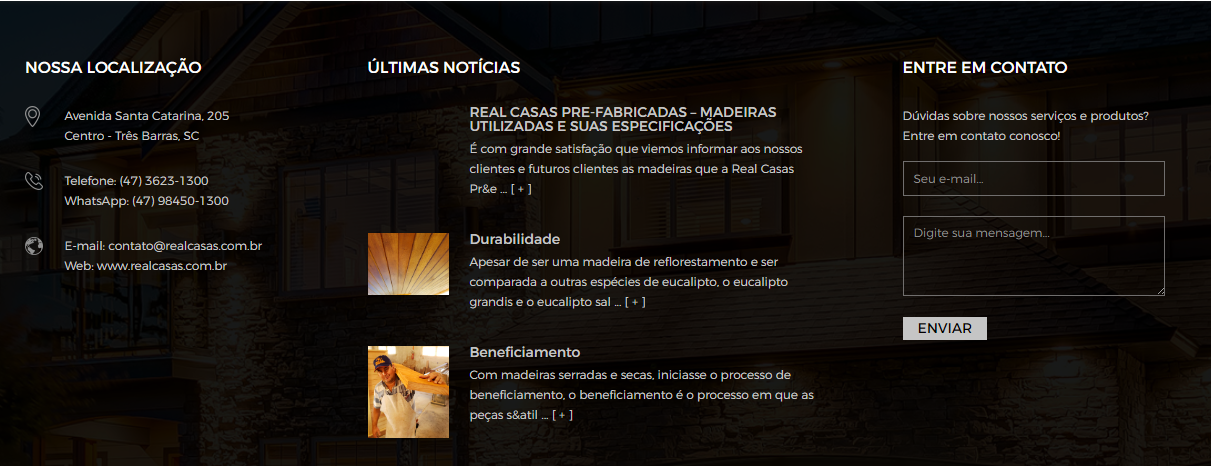 NOSSA LOCALIZAÇÃO
Avenida Santa Catarina, 205
Centro - Três Barras, SC
Telefone: (47) 3623-1300
WhatsApp: (47) 98450-1300
E-mail: contato@realcasas.com.br
Web: www.realcasas.com.br
ÚLTIMAS NOTÍCIAS
REAL CASAS PRE-FABRICADAS – MADEIRAS
UTILIZADAS E SUAS ESPECIFICAÇÕES
É com grande satisfação que viemos informar aos nossos
clientes e futuros clientes as madeiras que a Real Casas
Pr&e ... [ + ]
Durabilidade
Apesar de ser uma madeira de reflorestamento e ser
comparada a outras espécies de eucalipto, o eucalipto
grandis e o eucalipto sal ... [ + ]
Beneficiamento
Com madeiras serradas e secas, iniciasse o processo de
beneficiamento, o beneficiamento é o processo em que as
peças s&atil ... [ + ]
ENTRE EM CONTATO
Dúvidas sobre nossos serviços e produtos?
Entre em contato conosco!
Seu e-mail...
Digite sua mensagem...
ENVIAR